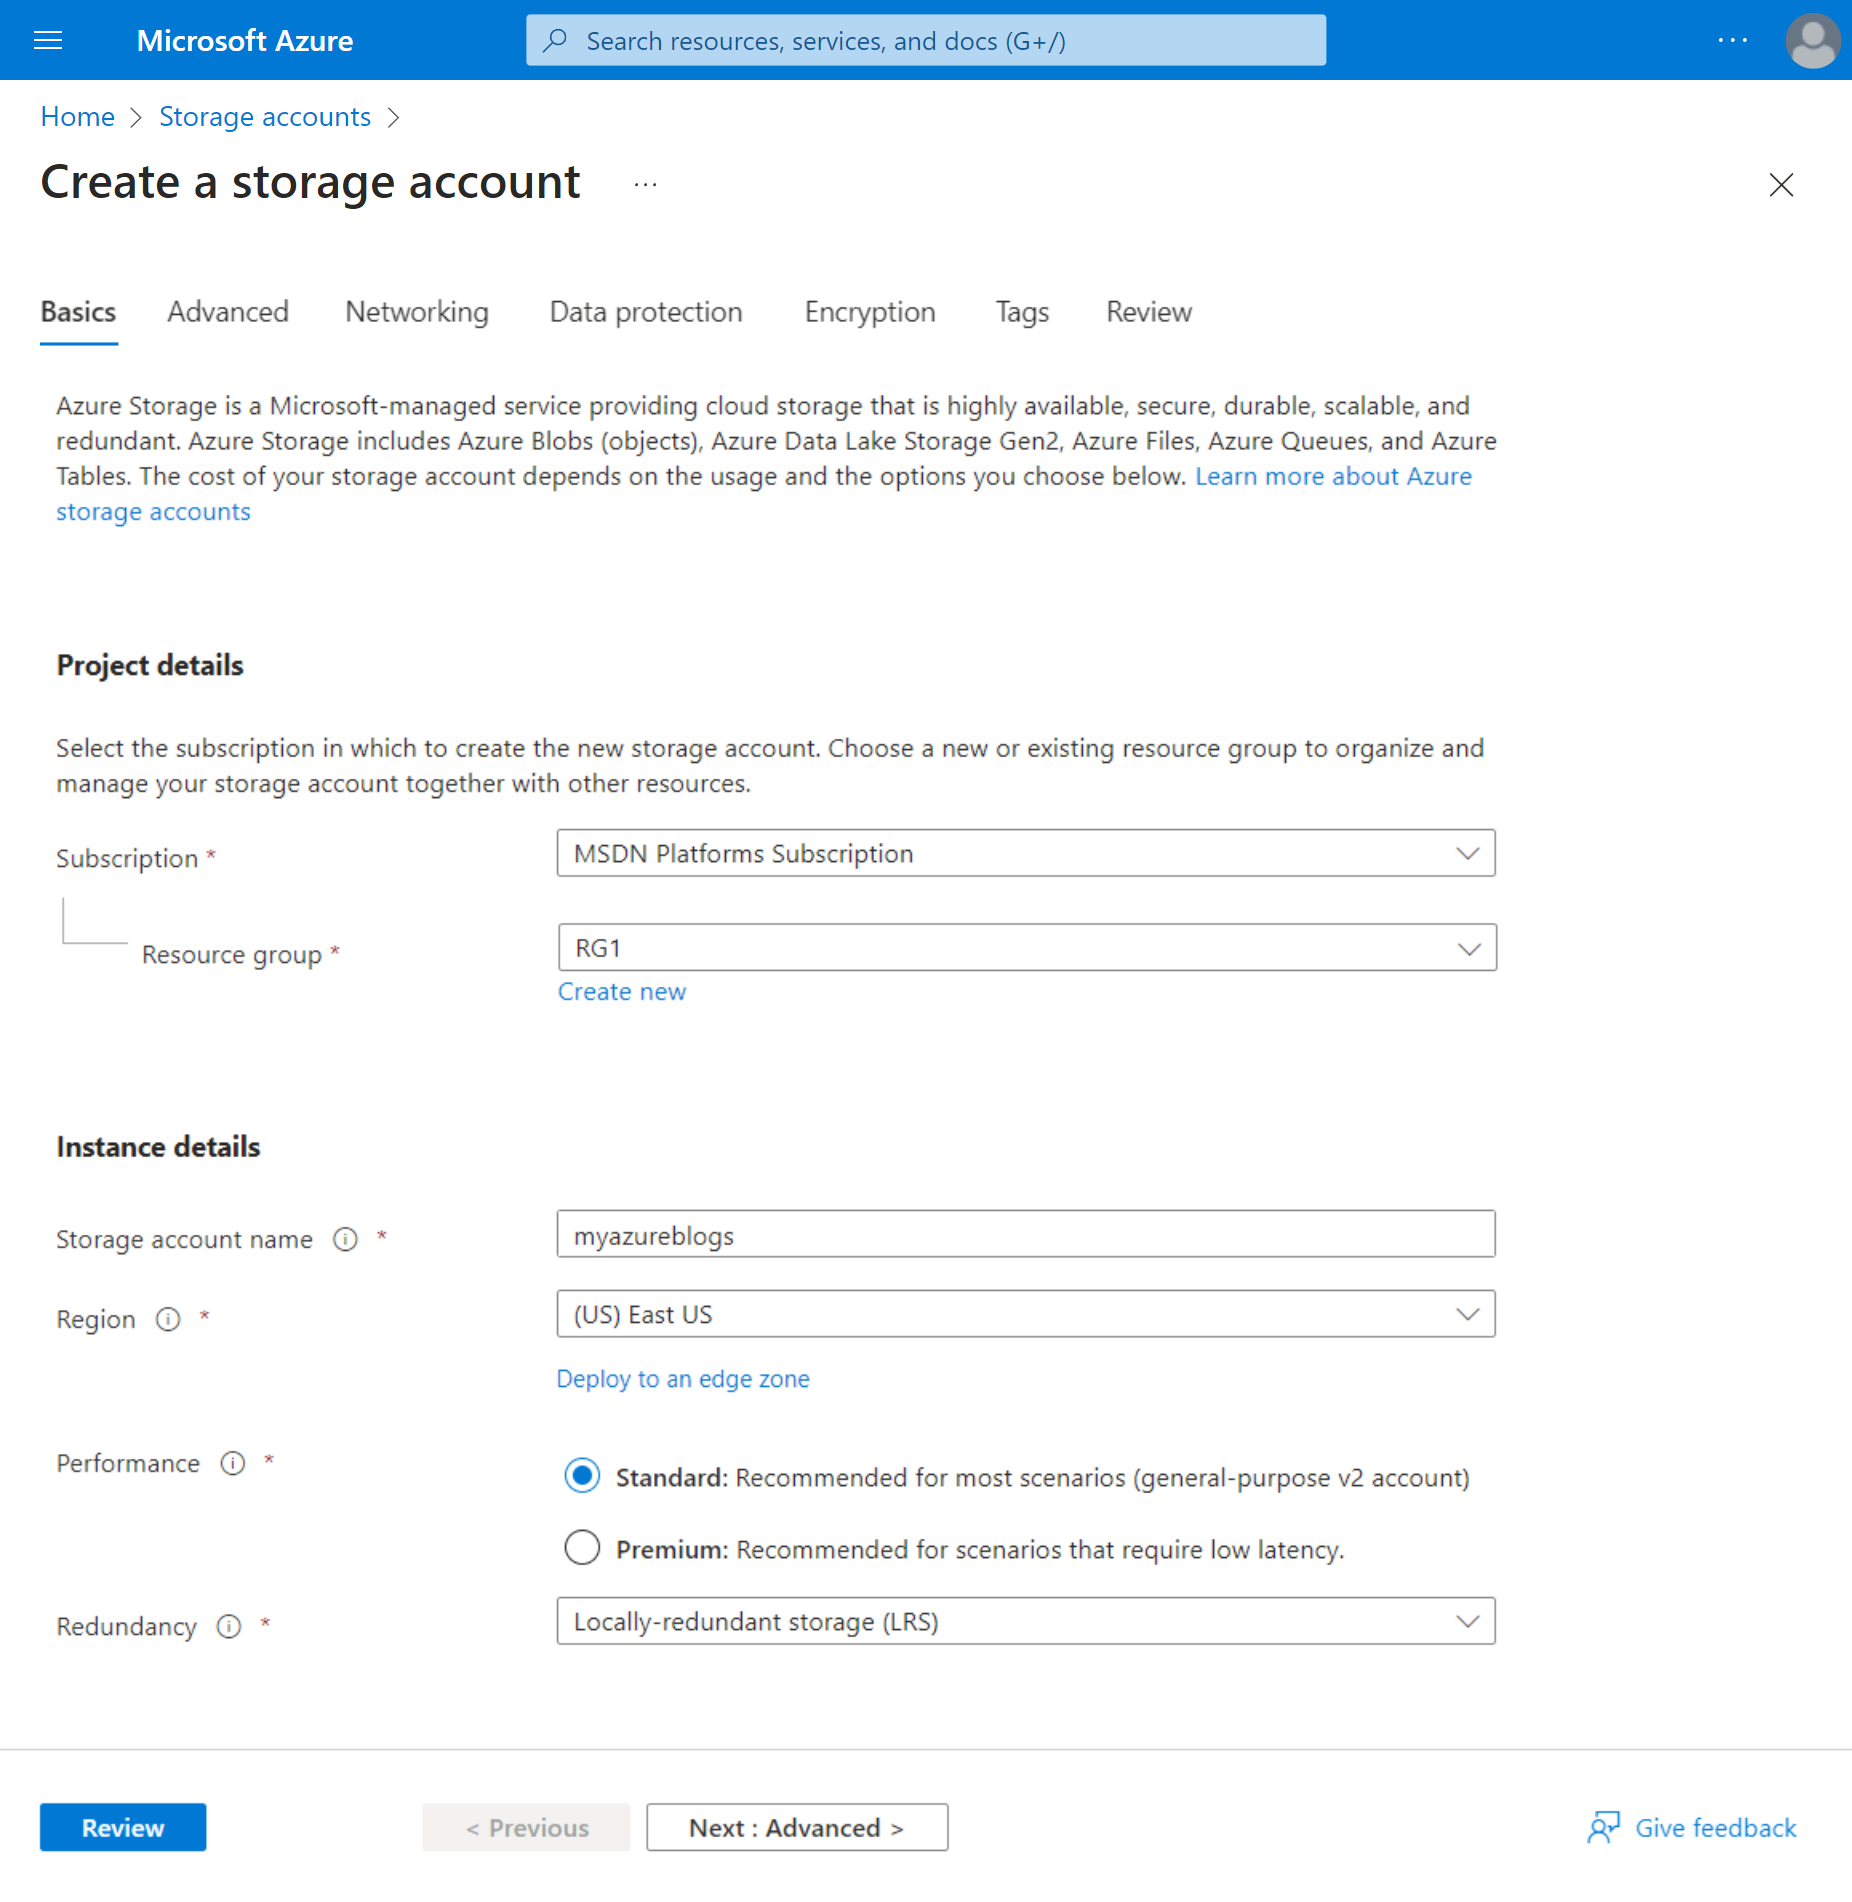 Microsoft Azure
Search resources, services, and docs (G+/)
...
Home > Storage accounts >
Create a storage account ...
Basics Advanced Networking Data protection Encryption Tags Review
Azure Storage is a Microsoft-managed service providing cloud storage that is highly available, secure, durable, scalable, and
redundant. Azure Storage includes Azure Blobs (objects), Azure Data Lake Storage Gen2, Azure Files, Azure Queues, and Azure
Tables. The cost of your storage account depends on the usage and the options you choose below. Learn more about Azure
storage accounts
Project details
Select the subscription in which to create the new storage account. Choose a new or existing resource group to organize and
manage your storage account together with other resources.
Subscription *
MSDN Platforms Subscription
Resource group *
RG1
Create new
Instance details
Storage account name *
myazureblogs
Region *
(US) East US
Deploy to an edge zone
Performance *
Standard: Recommended for most scenarios (general-purpose v2 account)
Premium: Recommended for scenarios that require low latency.
Redundancy *
Locally-redundant storage (LRS)
Review
< Previous
Next : Advanced >
Give feedback